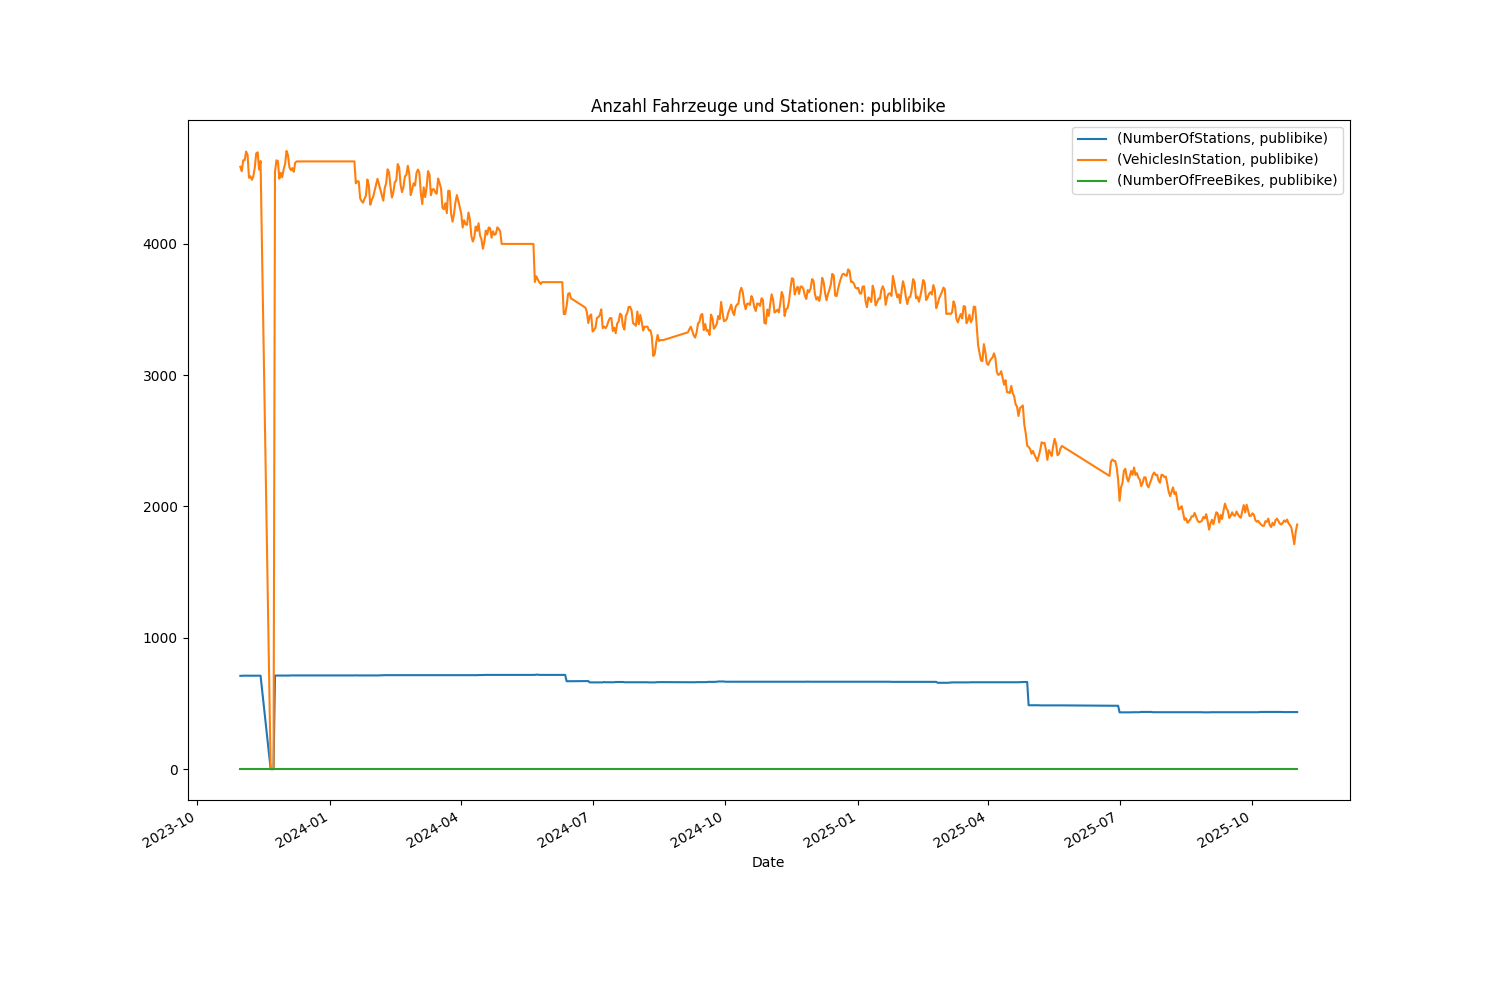 Anzahl Fahrzeuge und Stationen: publibike
(NumberOfStations, publibike)
(VehiclesInStation, publibike)
(NumberOfFreeBikes, publibike)
4000
3000
2000
1000
0
2023-10
2024-01
2024-04
2024-07
2024-10
2025-01
2025-04
2025-07
2025-10
Date